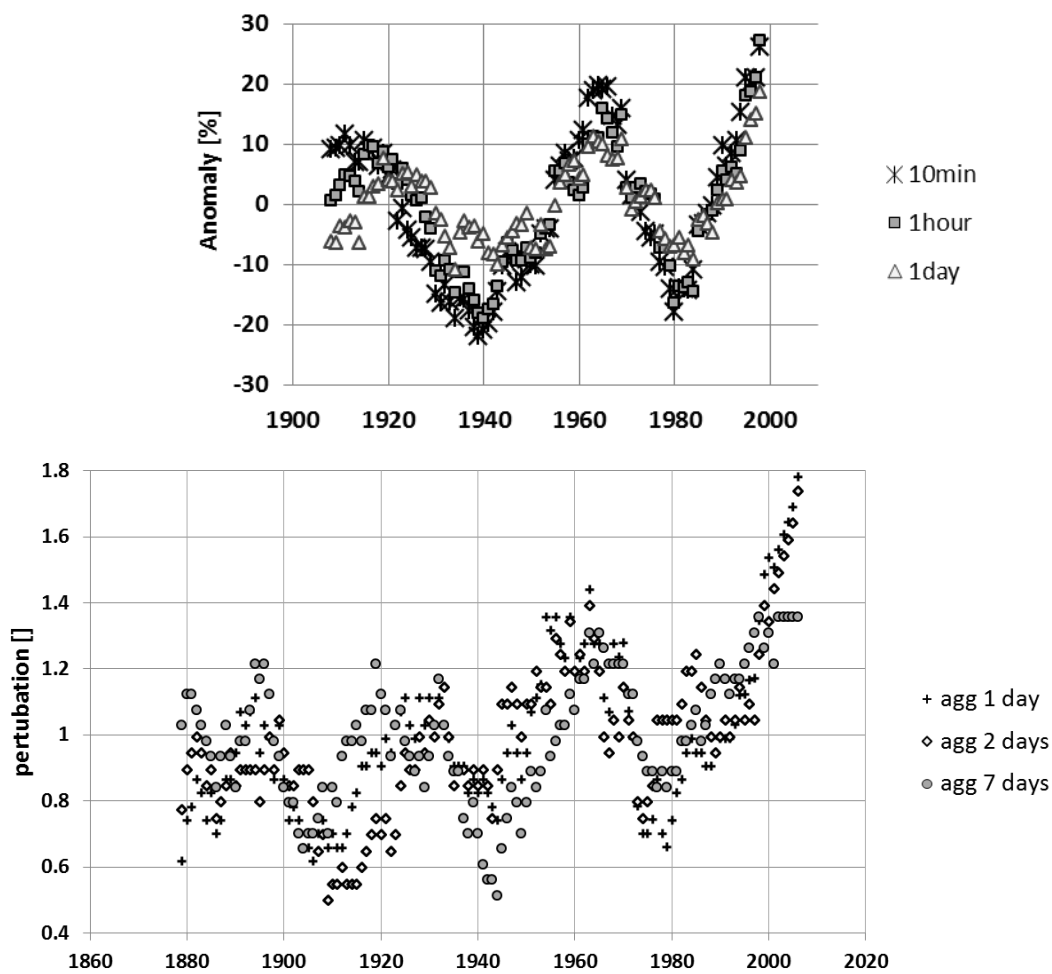 30
20
10
0
-10
-20
-30
Anomaly [%]
1900 1920 1940 1960 1980 2000
10min
1hour
1day
1.8
1.6
1.4
1.2
1
0.8
0.6
0.4
pertubation []
1860 1880 1900 1920 1940 1960 1980 2000 2020
agg 1 day
agg 2 days
agg 7 days